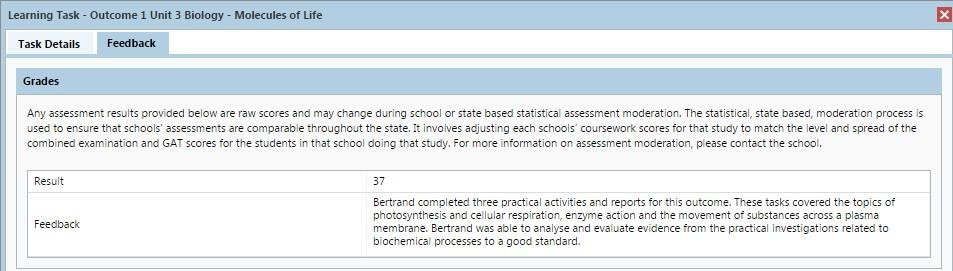 Learning Task - Outcome 1 Unit 3 Biology - Molecules of Life
Task Details
Feedback
Grades
Any assessment results provided below are raw scores and may change during school or state based statistical assessment moderation. The statistical, state based, moderation process is
used to ensure that schools' assessments are comparable throughout the state. It involves adjusting each schools' coursework scores for that study to match the level and spread of the
combined examination and GAT scores for the students in that school doing that study. For more information on assessment moderation, please contact the school.
Result
37
Feedback
Bertrand completed three practical activities and reports for this outcome. These tasks covered the topics of
photosynthesis and cellular respiration, enzyme action and the movement of substances across a plasma
membrane. Bertrand was able to analyse and evaluate evidence from the practical investigations related to
biochemical processes to a good standard.